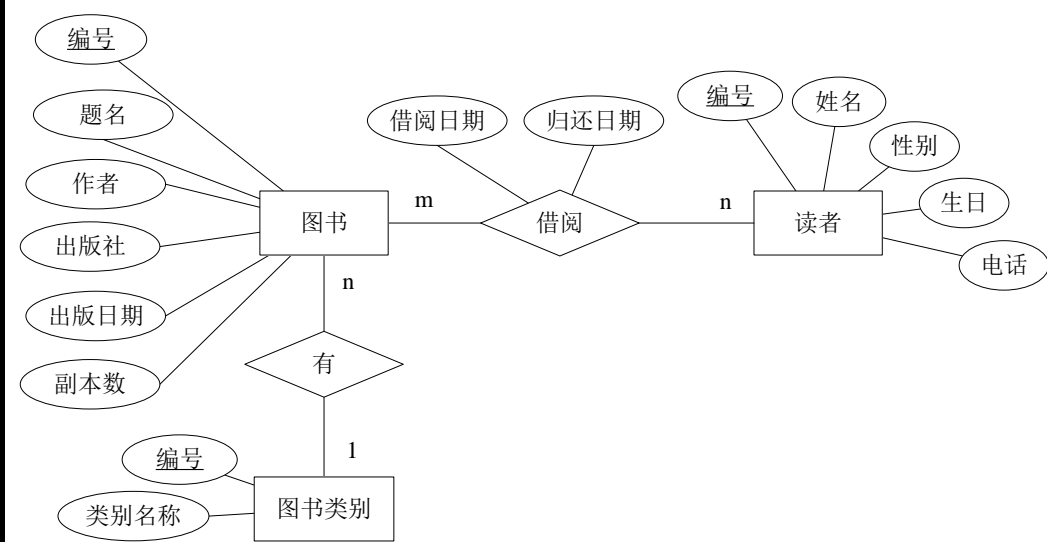 编号
题名
作者
出版社
出版日期
副本数
图书
m
借阅日期
归还日期
借阅
n
编号
姓名
性别
生日
电话
读者
n
有
1
编号
类别名称
图书类别